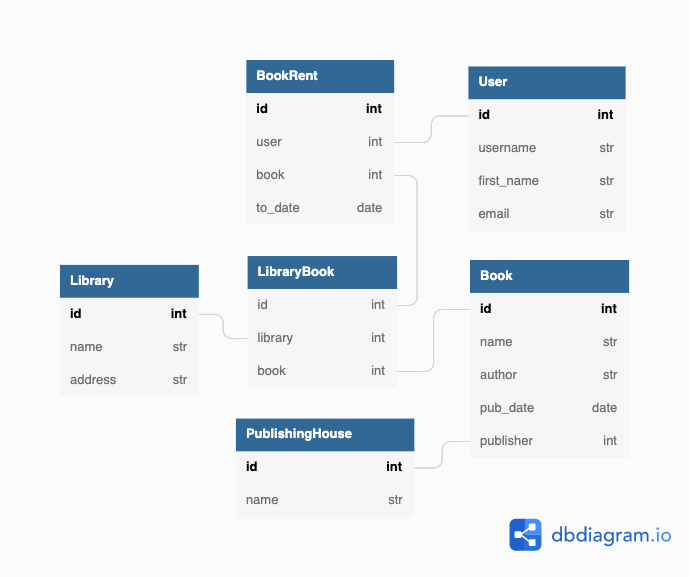 BookRent
id int
user int
book int
to_date date
User
id int
username str
first_name str
email str
Library
id int
name str
address str
LibraryBook
id int
library int
book int
Book
id int
name str
author str
pub_date date
publisher int
PublishingHouse
id int
name str
dbdiagram.io